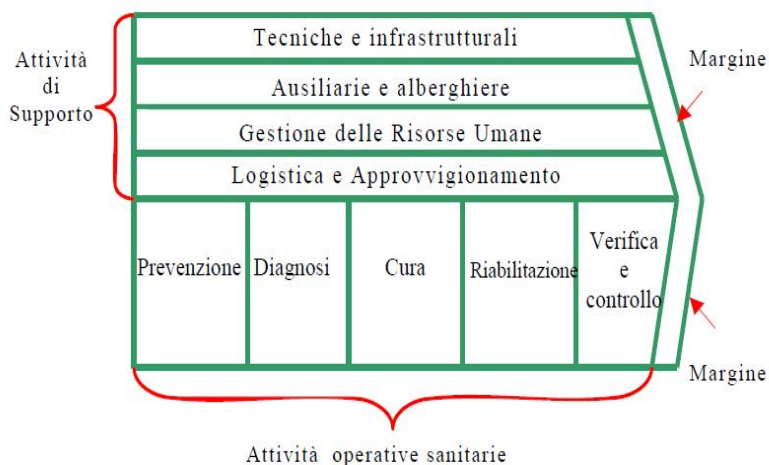 Tecniche e infrastrutturali
Attività
di
Supporto
Margine
Ausiliarie e alberghiere
Gestione delle Risorse Umane
Logistica e Approvvigionamento
Prevenzione
Diagnosi
Cura
Riabilitazione
Verifica
e
controllo
Margine
Attività operative sanitarie